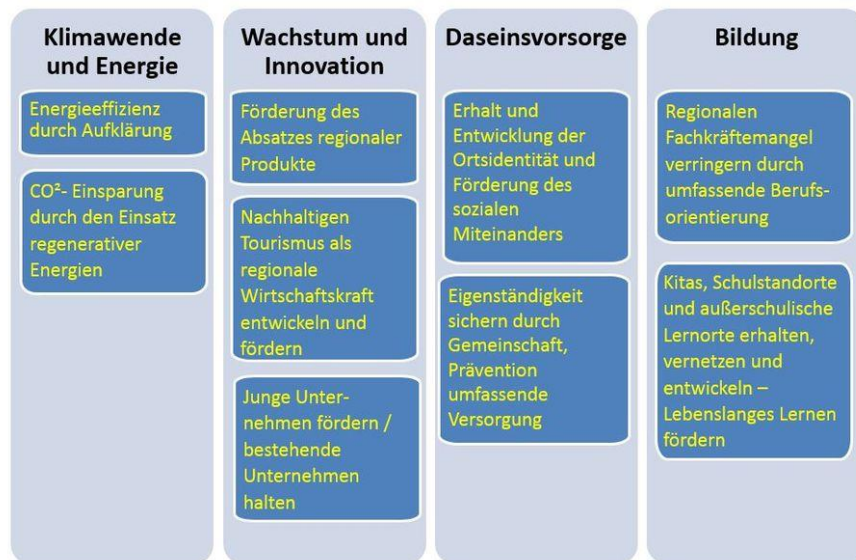 Klimawende
und Energie
Energieeffizienz
durch Aufklärung
CO²- Einsparung
durch den Einsatz
regenerativer
Energien
Wachstum und
Innovation
Förderung des
Absatzes regionaler
Produkte
Nachhaltigen
Tourismus als
regionale
Wirtschaftskraft
entwickeln und
fördern
Junge Unter-
nehmen fördern /
bestehende
Unternehmen
halten
Daseinsvorsorge
Erhalt und
Entwicklung der
Ortsidentität und
Förderung des
sozialen
Miteinanders
Eigenständigkeit
sichern durch
Gemeinschaft,
Prävention
umfassende
Versorgung
Bildung
Regionalen
Fachkräftemangel
verringern durch
umfassende Berufs-
orientierung
Kitas, Schulstandorte
und außerschulische
Lernorte erhalten,
vernetzen und
entwickeln –
Lebenslanges Lernen
fördern